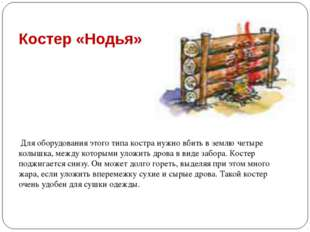 Костер «Нодья»
Для оборудования этого типа костра нужно вбить в землю четыре
колышка, между которыми уложить дрова в виде забора. Костер
поджигается снизу. Он может долго гореть, выделяя при этом много
жара, если уложить вперемежку сухие и сырые дрова. Такой костер
очень удобен для сушки одежды.